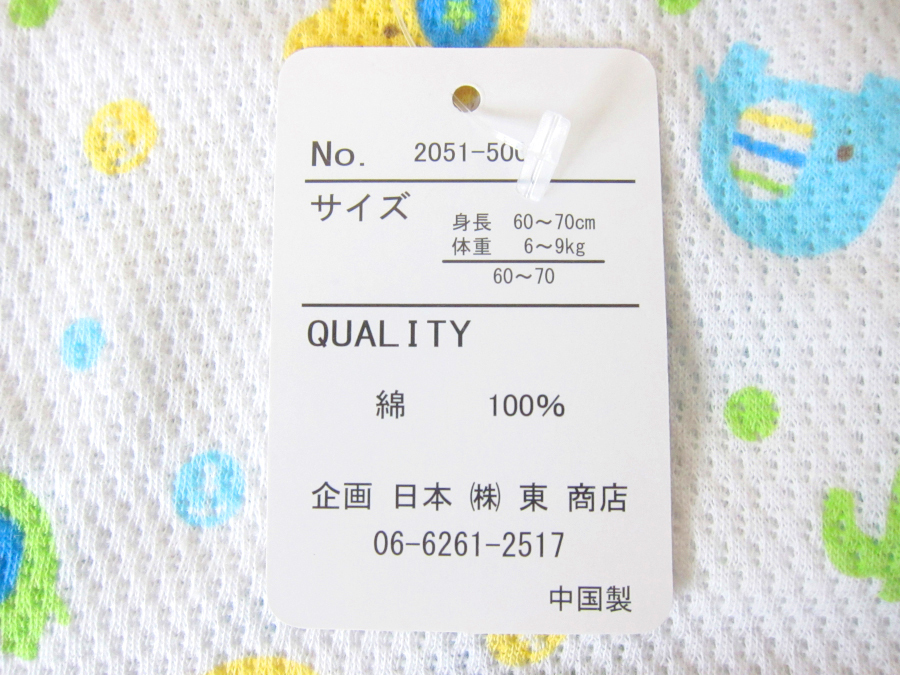 No. 2051-500
サイズ
身長 60～70cm
体重 6～9kg
60～70
QUALITY
綿 100%
企画 日本 ㈱ 東 商店
06-6261-2517
中国製